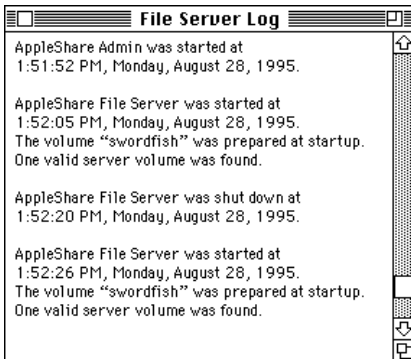 File Server Log
AppleShare Admin was started at
1:51:52 PM, Monday, August 28, 1995.
AppleShare File Server was started at
1:52:05 PM, Monday, August 28, 1995.
The volume “swordfish” was prepared at startup.
One valid server volume was found.
AppleShare File Server was shut down at
1:52:20 PM, Monday, August 28, 1995.
AppleShare File Server was started at
1:52:26 PM, Monday, August 28, 1995.
The volume “swordfish” was prepared at startup.
One valid server volume was found.